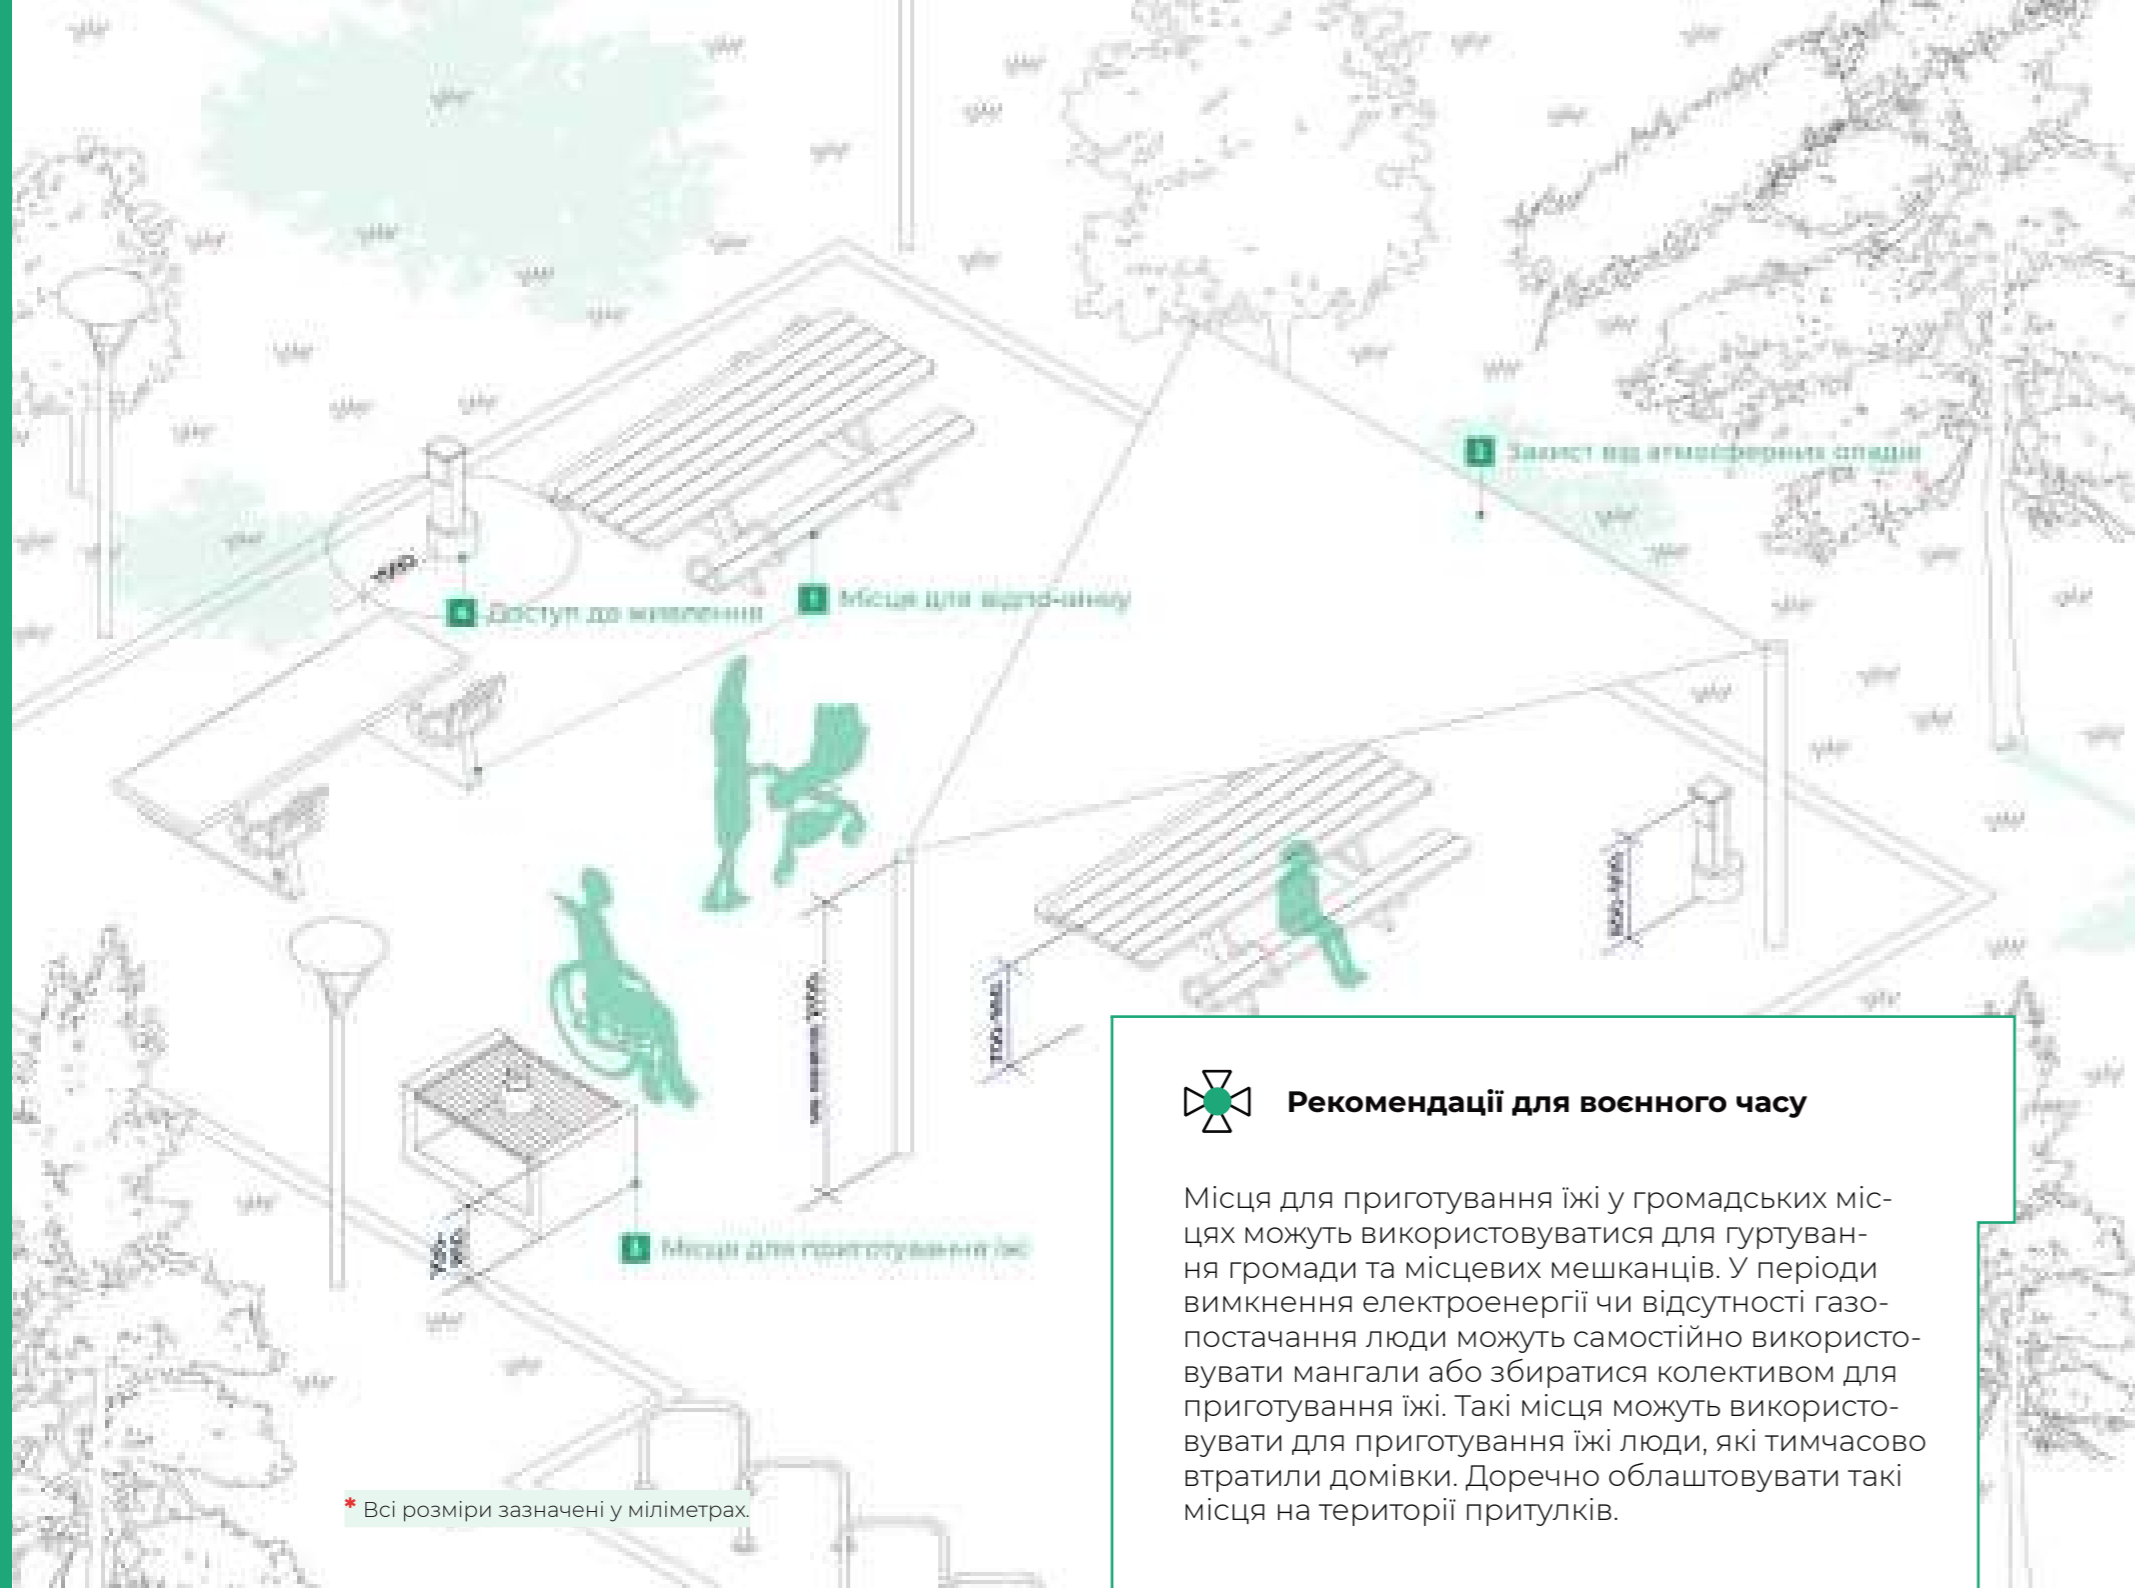 Захист від атмосферних опадів
Доступ до живлення
Місця для відпочинку
Місця для приготування їжі
Рекомендації для воєнного часу
Місця для приготування їжі у громадських міс-
цях можуть використовуватися для гуртуван-
ня громади та місцевих мешканців. У періоди
вимкнення електроенергії чи відсутності газо-
постачання люди можуть самостійно використо-
вувати мангали або збиратися колективом для
приготування їжі. Такі місця можуть використо-
вувати для приготування їжі люди, які тимчасово
втратили домівки. Доречно облаштовувати такі
місця на території притулків.
* Всі розміри зазначені у міліметрах.